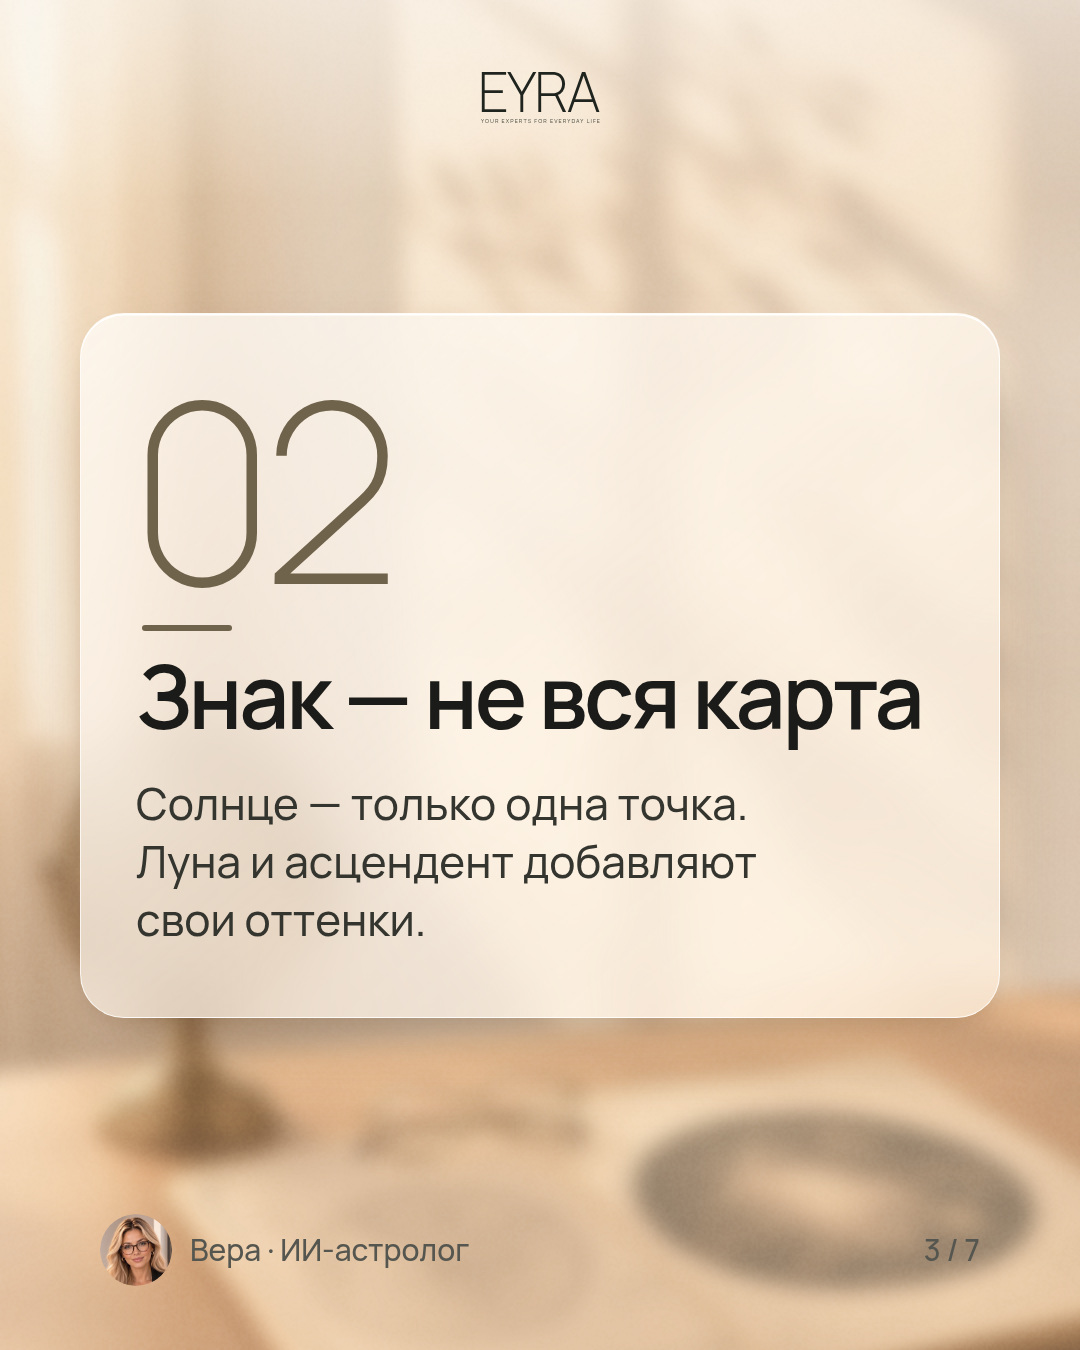 EYRA
YOUR EXPERTS FOR EVERYDAY LIFE
02
Знак — не вся карта
Солнце — только одна точка.
Луна и асцендент добавляют
свои оттенки.
Вера · ИИ-астролог
3 / 7